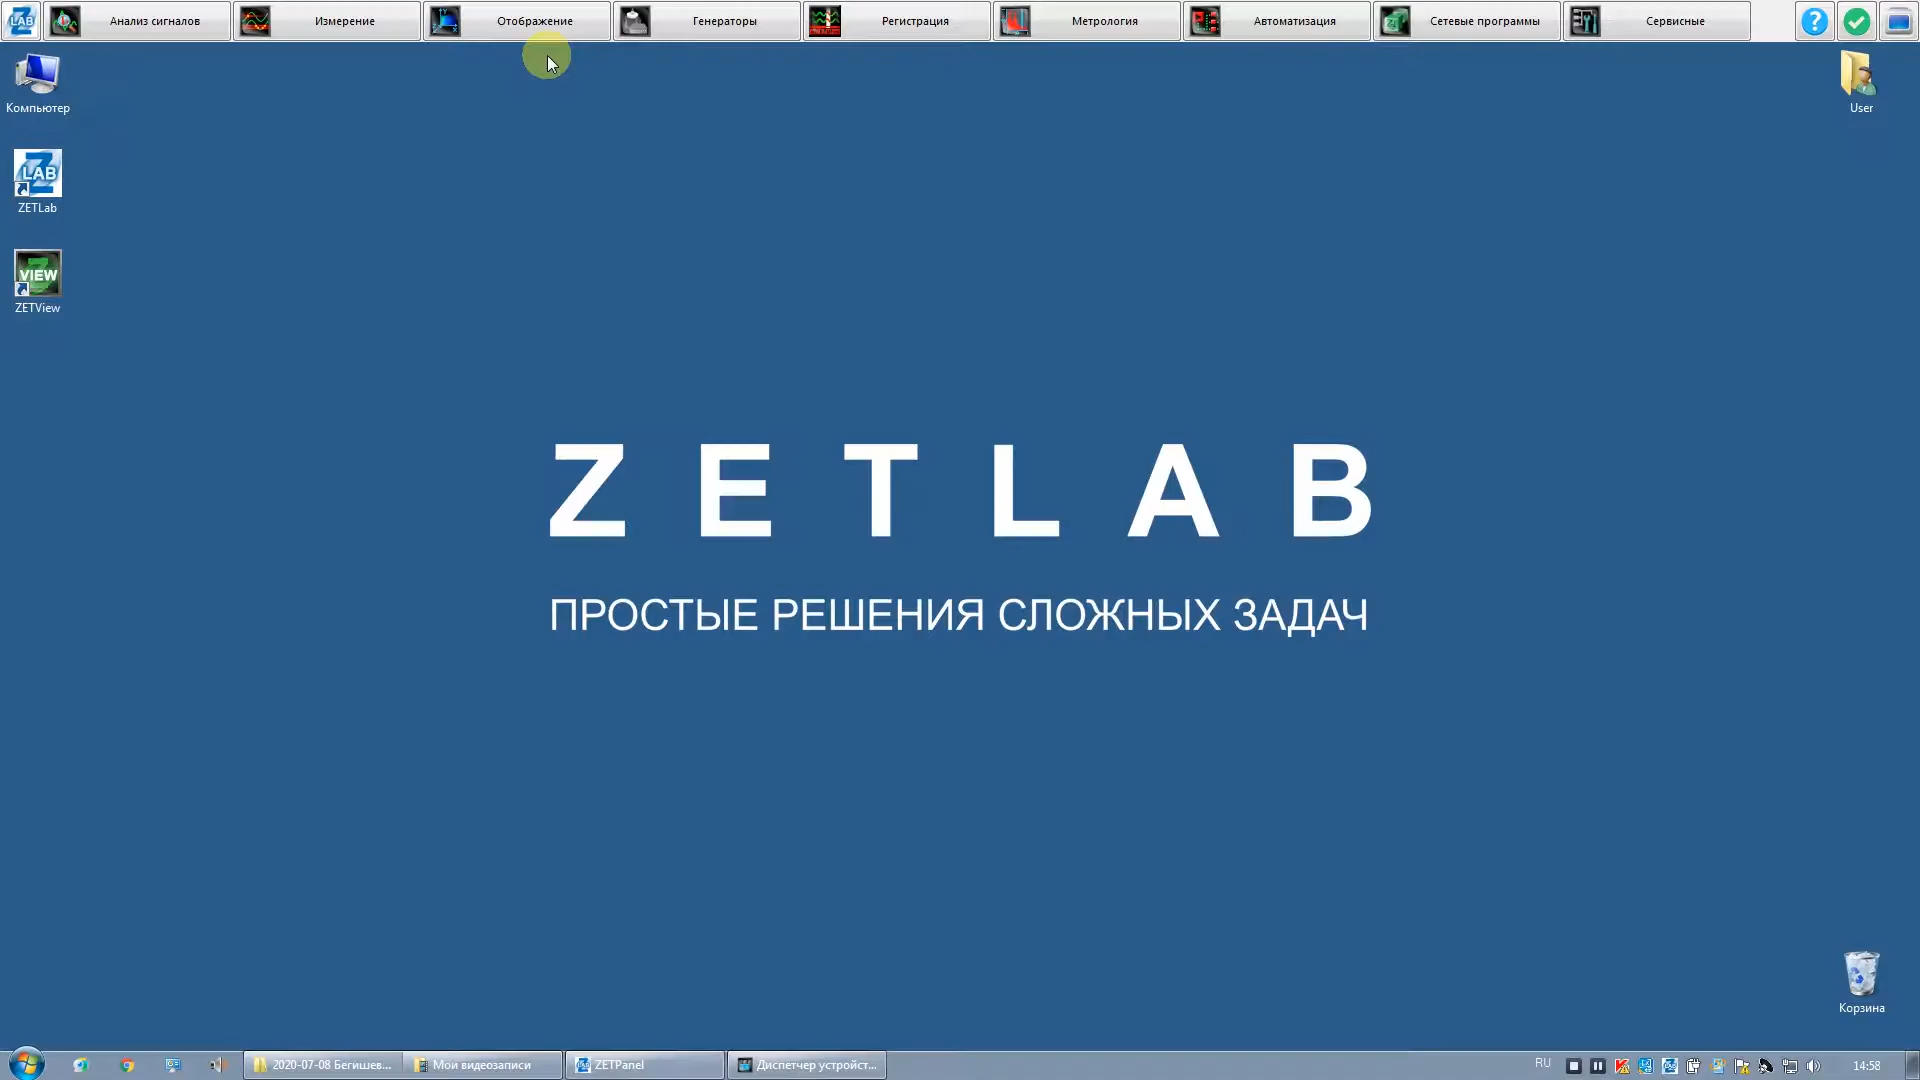 Анализ сигналов
Измерение
Отображение
Генераторы
Регистрация
Метрология
Автоматизация
Сетевые программы
Сервисные
Компьютер
User
LAB
ZETLab
VIEW
ZETView
ZETLAB
ПРОСТЫЕ РЕШЕНИЯ СЛОЖНЫХ ЗАДАЧ
Корзина
2020-07-08 Бегишев...
Мои видеозаписи
ZETPanel
Диспетчер устройст...
RU
14:58